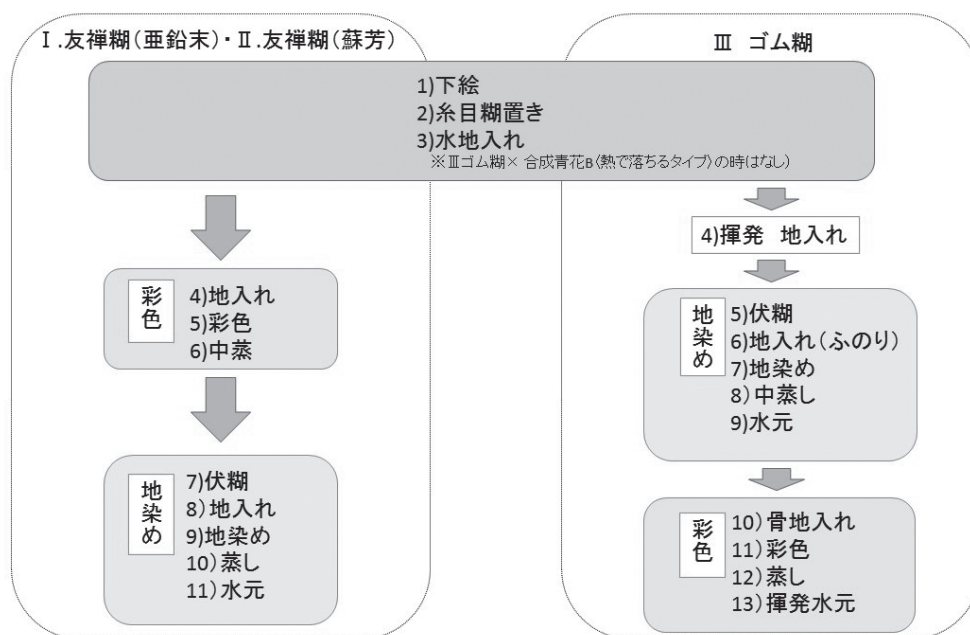 Ⅰ.友禅糊(亜鉛末)・Ⅱ.友禅糊(蘇芳)
Ⅲ ゴム糊
1)下絵
2)糸目糊置き
3)水地入れ
※Ⅲゴム糊×合成青花B(熱で落ちるタイプ)の時はなし)
彩色
4)地入れ
5)彩色
6)中蒸
地染め
7)伏糊
8)地入れ
9)地染め
10)蒸し
11)水元
4)揮発 地入れ
地染め
5)伏糊
6)地入れ(ふのり)
7)地染め
8)中蒸し
9)水元
彩色
10)骨地入れ
11)彩色
12)蒸し
13)揮発水元